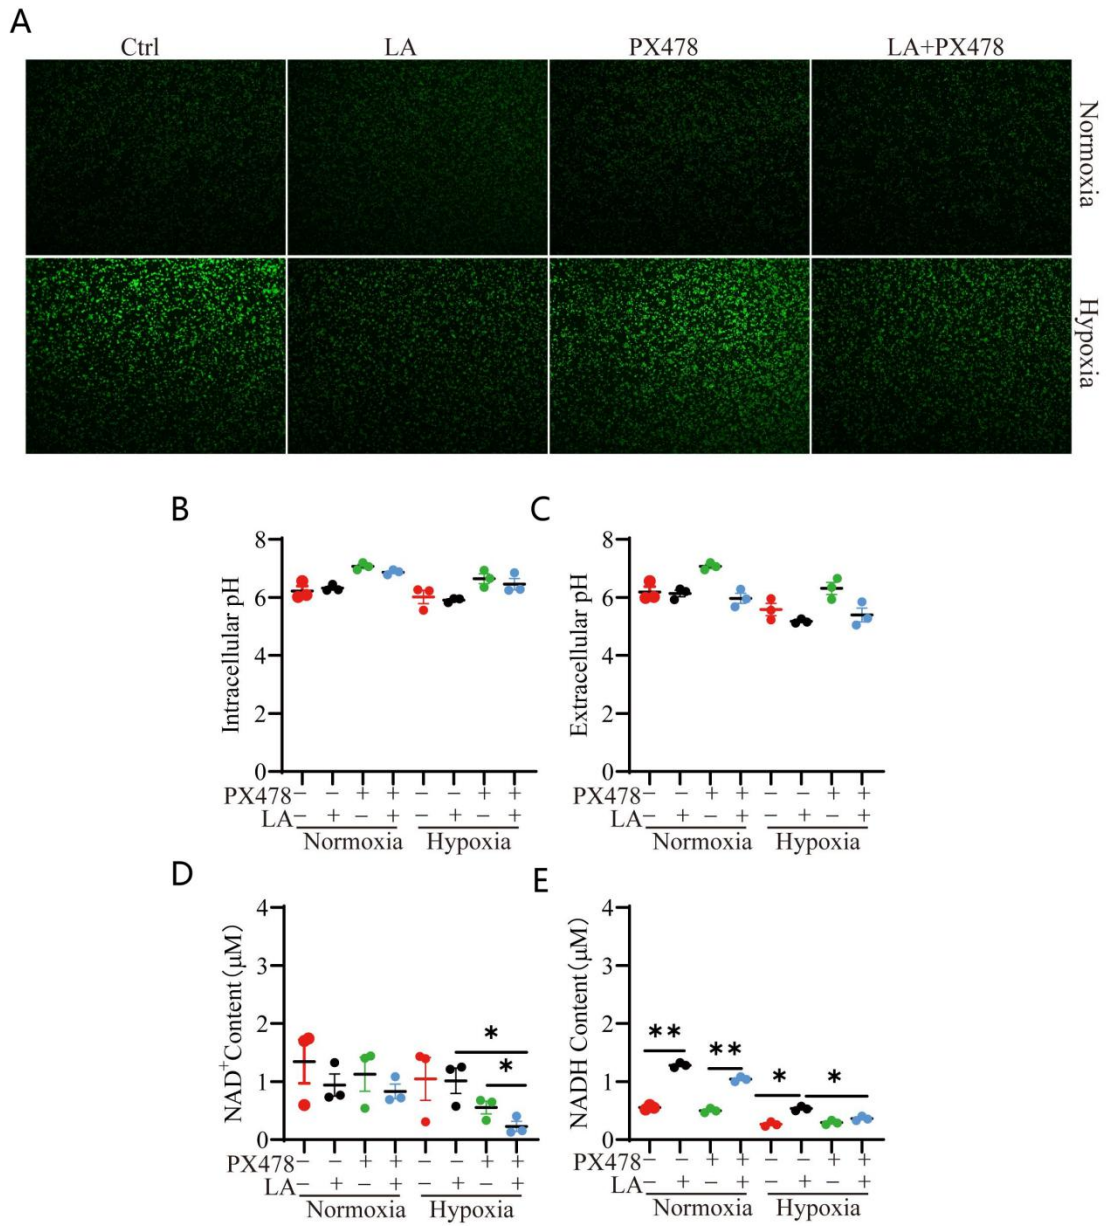 A
Ctrl LA PX478 LA+PX478
Normoxia
Hypoxia
B C
Intracellular pH
8
6
4
2
0
PX478 − − + + − − + +
LA − + − + − + − +
Normoxia Hypoxia
Extracellular pH
8
6
4
2
0
PX478 − − + + − − + +
LA − + − + − + − +
Normoxia Hypoxia
D E
NAD+Content(μM)
4
3
2
1
0
*
*
PX478 − − + + − − + +
LA − + − + − + − +
Normoxia Hypoxia
NADH Content(μM)
4
3
2
1
0
** ** * *
PX478 − − + + − − + +
LA − + − + − + − +
Normoxia Hypoxia